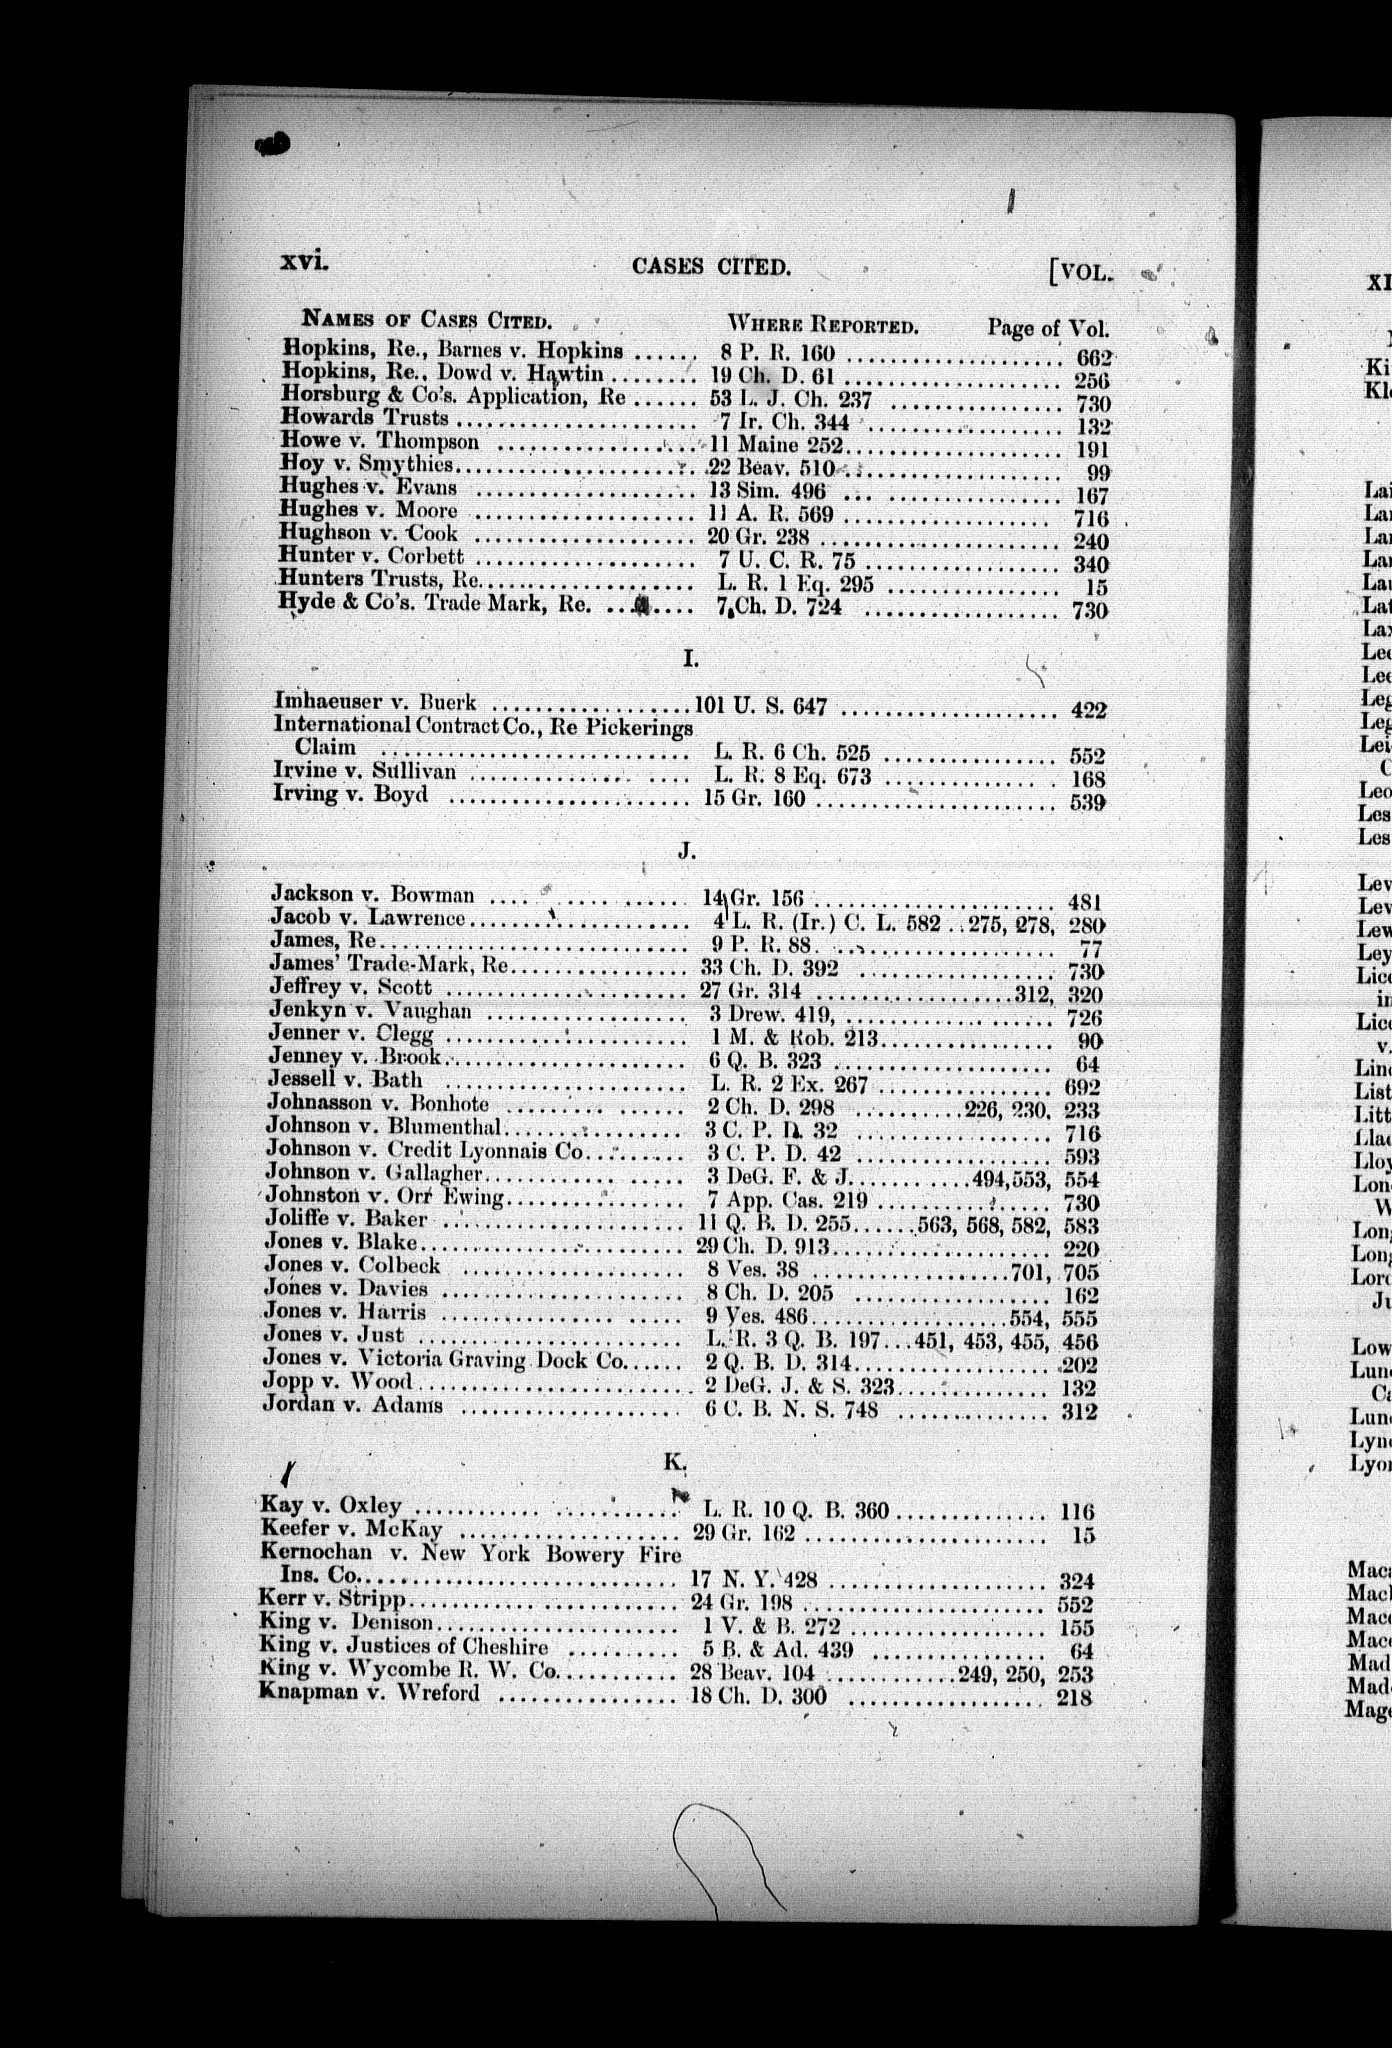 xvi. CASES CITED. [VOL.
NAMES OF CASES CITED. WHERE REPORTED. Page of Vol.
Hopkins, Re., Barnes v. Hopkins ...... 8 P. R. 160 ..................... 662
Hopkins, Re., Dowd v. Hawtin ........ 19 Ch. D. 61 ..................... 256
Horsburg & Co's. Application, Re ...... 53 L. J. Ch. 237 ................ 730
Howards Trusts ...................... 7 Ir. Ch. 344 .................. 132
Howe v. Thompson .................... 11 Maine 252..................... 191
Hoy v. Smythies...................... 22 Beav. 510 .................... 99
Hughes v. Evans .................... 13 Sim. 496 ... ................ 167
Hughes v. Moore .................... 11 A. R. 569 ................... 716
Hughson v. Cook .................... 20 Gr. 238 ...................... 240
Hunter v. Corbett .................... 7 U. C. R. 75 .................. 340
Hunters Trusts, Re.................... L. R. 1 Eq. 295 ................ 15
Hyde & Co's. Trade Mark, Re. ........ 7 Ch. D. 724 .................. 730
I.
Imhaeuser v. Buerk ..................101 U. S. 647 ..................... 422
International Contract Co., Re Pickerings
Claim ............................ L. R. 6 Ch. 525 ................ 552
Irvine v. Sullivan .................... L. R. 8 Eq. 673 ................ 168
Irving v. Boyd ...................... 15 Gr. 160 ....................... 539
J.
Jackson v. Bowman .... ............ 14 Gr. 156 ....................... 481
Jacob v. Lawrence.................... 4 L. R. (Ir.) C. L. 582 ..275, 278, 280
James, Re............................ 9 P. R. 88. .................... 77
James' Trade-Mark, Re................ 33 Ch. D. 392 .................. 730
Jeffrey v. Scott ...................... 27 Gr. 314 ..................312, 320
Jenkyn v. Vaughan .................. 3 Drew. 419, .................... 726
Jenner v. Clegg ...................... 1 M. & Rob. 213................ 90
Jenney v. Brook...................... 6 Q. B. 323 .................... 64
Jessell v. Bath ...................... L. R. 2 Ex. 267 ................ 692
Johnasson v. Bonhote ................ 2 Ch. D. 298 ..........226, 230. 233
Johnson v. Blumenthal................ 3 C. P. D. 32 .................. 716
Johnson v. Credit Lyonnais Co......... 3 C. P. D. 42 .................. 593
Johnson v. Gallagher.................. 3 DeG. F. & J............494,553, 554
Johnston v. Orr Ewing................ 7 App. Cas. 219 ................ 730
Joliffe v. Baker ...................... 11 Q. B. D. 255......563, 568, 582, 583
Jones v. Blake........................ 29 Ch. D. 913.................... 220
Jones v. Colbeck .................... 8 Ves. 38 ..................701, 705
Jones v. Davies ...................... 8 Ch. D. 205 .................. 162
Jones v. Harris ...................... 9 Ves. 486..................554, 555
Jones v. Just ........................ L. R. 3 Q. B. 197...451, 453, 455, 456
Jones v. Victoria Graving Dock Co...... 2 Q. B. D. 314.................. 202
Jopp v. Wood........................ 2 DeG. J. & S. 323.............. 132
Jordan v. Adams .................... 6 C. B. N. S. 748 .............. 312
K.
Kay v. Oxley ........................ L. R. 10 Q. B. 360.............. 116
Keefer v. McKay .................... 29 Gr. 162 ...................... 15
Kernochan v. New York Bowery Fire
Ins. Co.............................. 17 N. Y. 428 .................... 324
Kerr v. Stripp........................ 24 Gr. 198 ...................... 552
King v. Denison...................... 1 V. & B. 272 .................. 155
King v. Justices of Cheshire .......... 5 B. & Ad. 439 ................ 64
King v. Wycombe R. W. Co........... 28 Beav. 104 ............249, 250, 253
Knapman v. Wreford ................ 18 Ch. D. 300 .................. 218